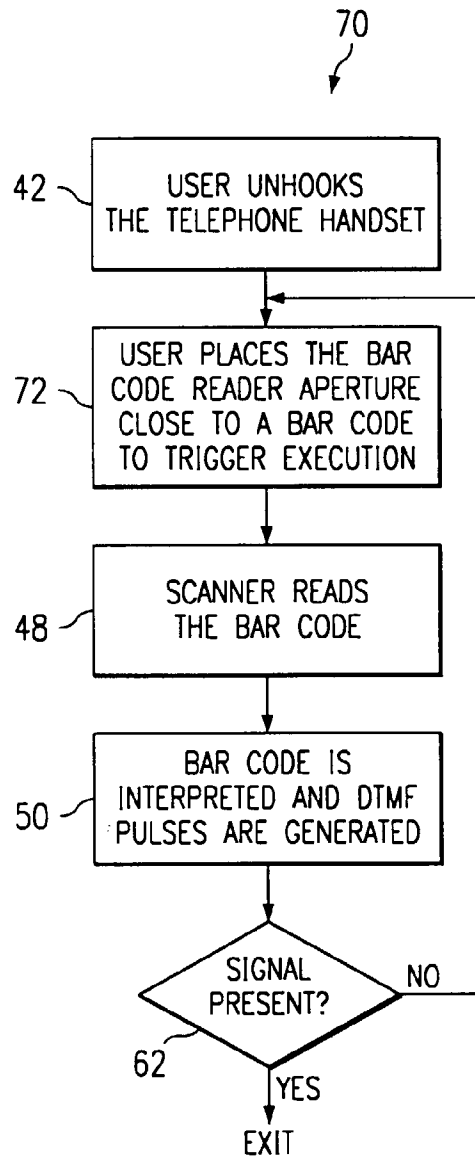 70
42
USER UNHOOKS
THE TELEPHONE HANDSET
72
USER PLACES THE BAR
CODE READER APERTURE
CLOSE TO A BAR CODE
TO TRIGGER EXECUTION
48
SCANNER READS
THE BAR CODE
50
BAR CODE IS
INTERPRETED AND DTMF
PULSES ARE GENERATED
SIGNAL
PRESENT?
NO
62
YES
EXIT